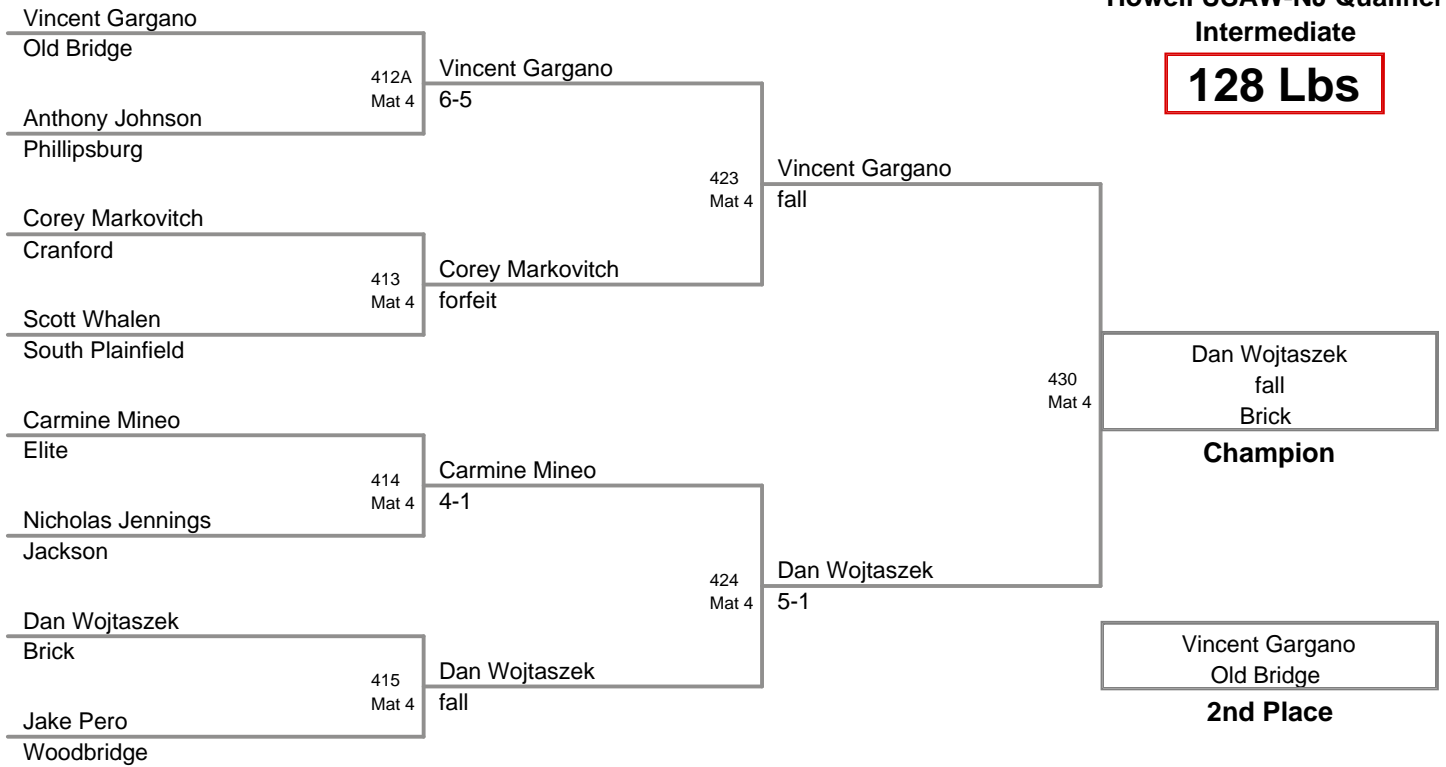 Howell USAW-NJ Qualifier
Intermediate
128 Lbs
Vincent Gargano
Old Bridge
412A
Mat 4
Vincent Gargano
6-5
Anthony Johnson
Phillipsburg
423
Mat 4
Vincent Gargano
fall
Corey Markovitch
Cranford
413
Mat 4
Corey Markovitch
forfeit
Scott Whalen
South Plainfield
430
Mat 4
Dan Wojtaszek
fall
Brick
Champion
Carmine Mineo
Elite
414
Mat 4
Carmine Mineo
4-1
Nicholas Jennings
Jackson
424
Mat 4
Dan Wojtaszek
5-1
Dan Wojtaszek
Brick
415
Mat 4
Dan Wojtaszek
fall
Jake Pero
Woodbridge
Vincent Gargano
Old Bridge
2nd Place